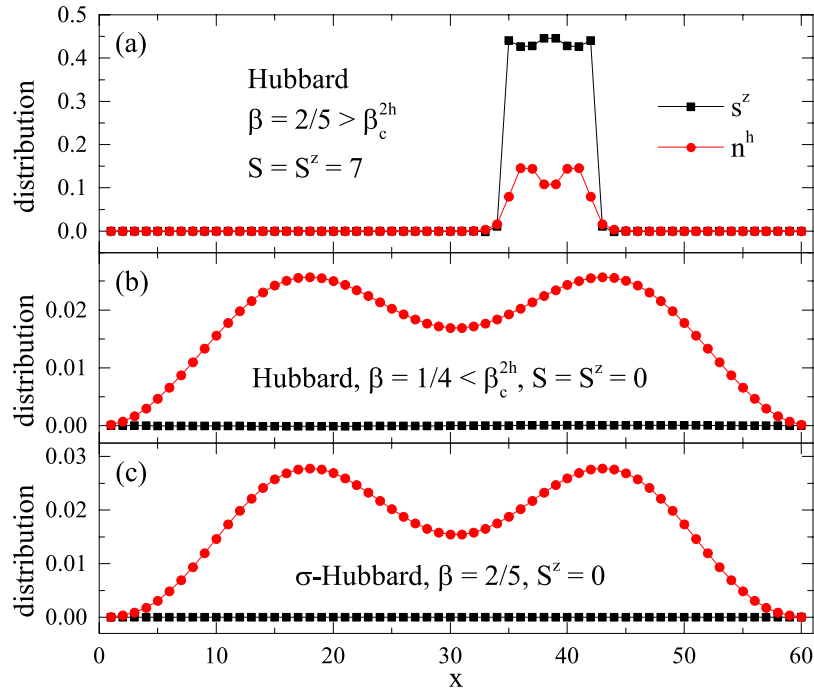 (a)
Hubbard
β = 2/5 > β_c^{2h}
S = S^z = 7
s^z
n^h
distribution
0.5
0.4
0.3
0.2
0.1
0.0
(b)
Hubbard, β = 1/4 < β_c^{2h}, S = S^z = 0
distribution
0.02
0.01
0.00
(c)
σ-Hubbard, β = 2/5, S^z = 0
distribution
0.03
0.02
0.01
0.00
0 10 20 30 40 50 60
x